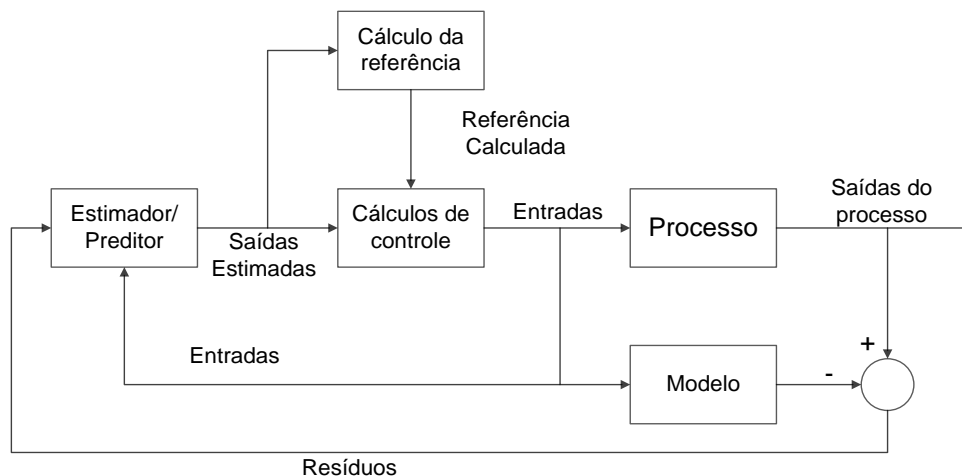 Cálculo da
referência
Referência
Calculada
Estimador/
Preditor
Saídas
Estimadas
Cálculos de
controle
Entradas
Processo
Saídas do
processo
Entradas
Modelo
+
-
Resíduos